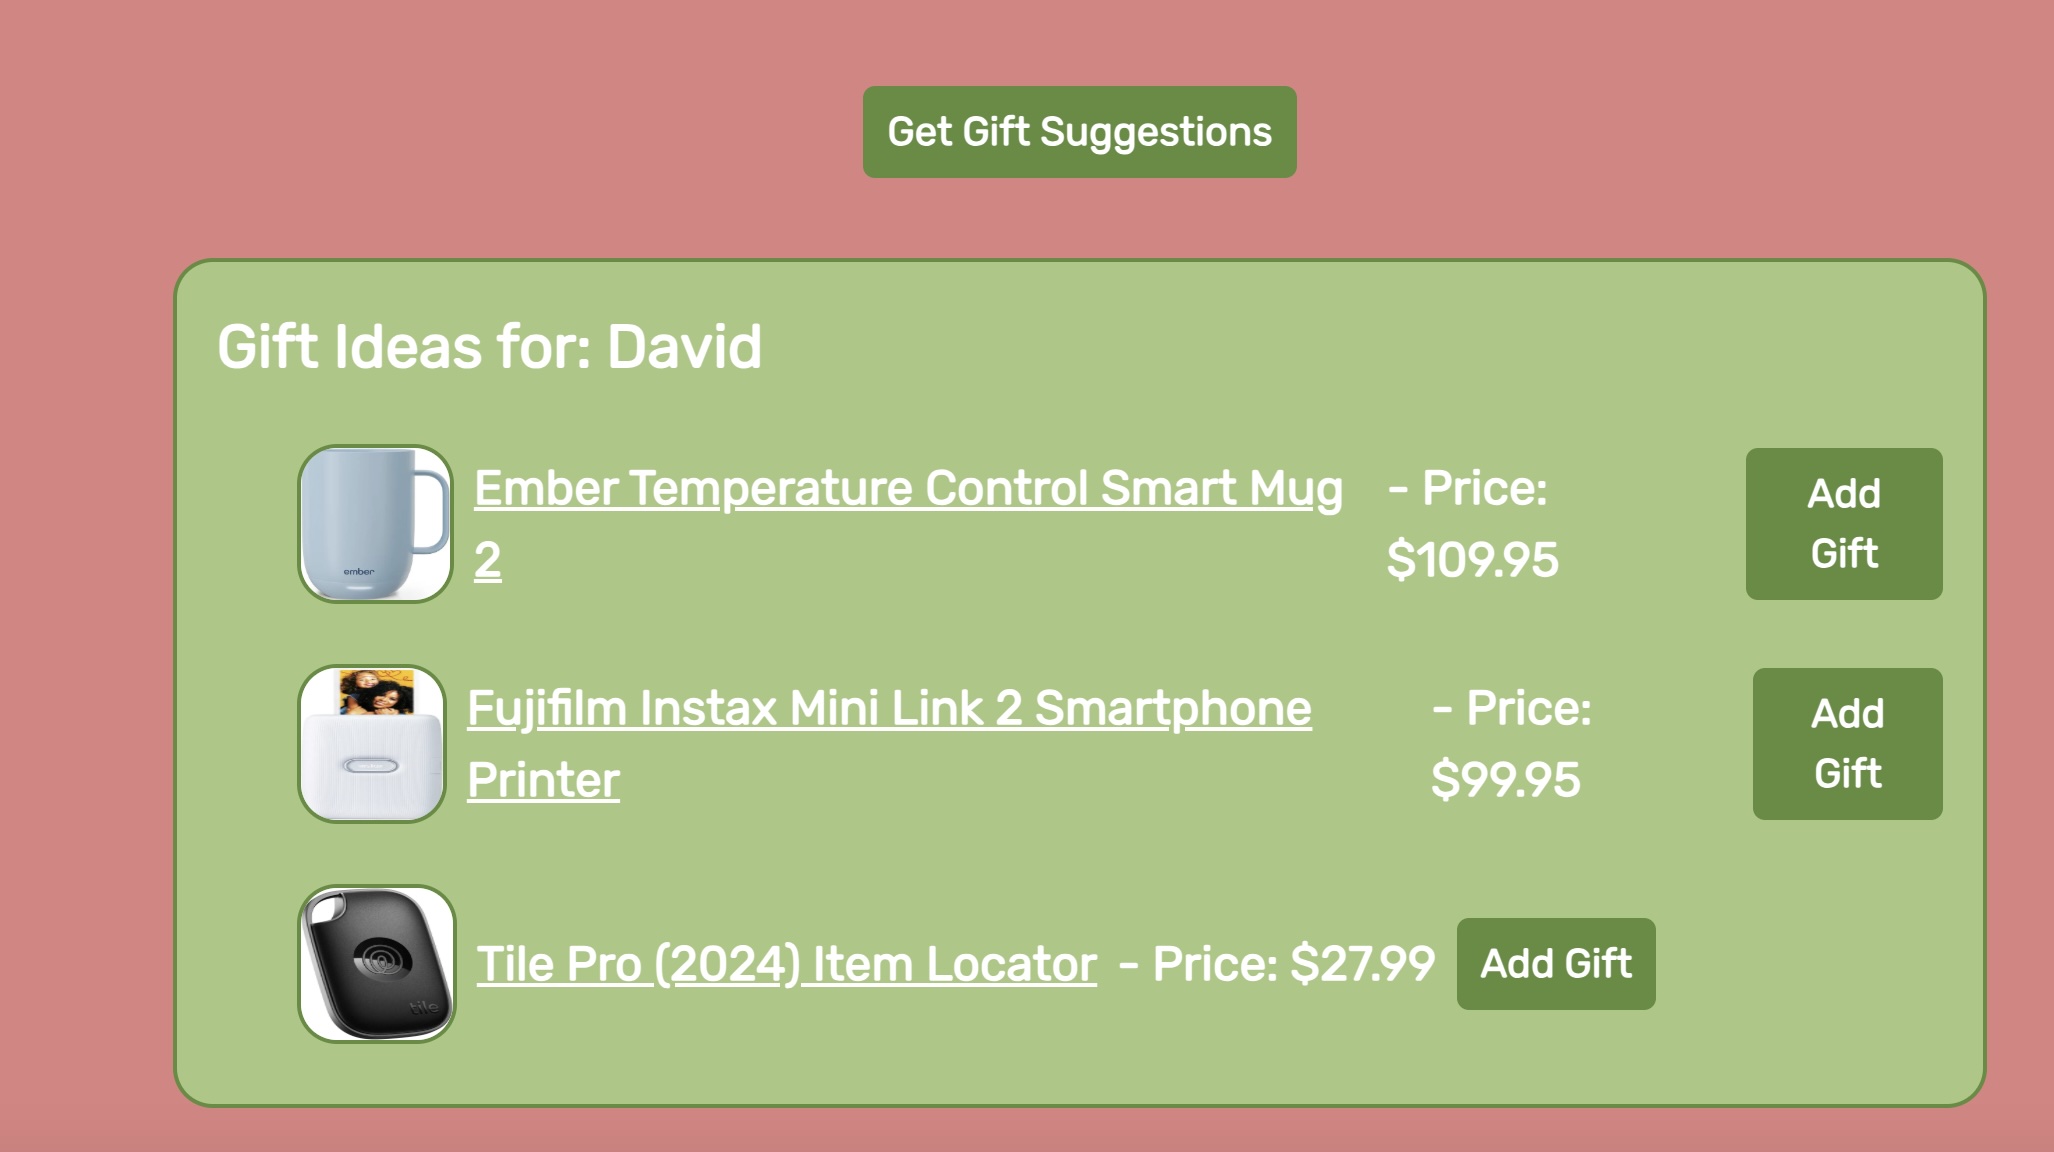 Get Gift Suggestions
Gift Ideas for: David
Ember Temperature Control Smart Mug - Price: Add
2 $109.95 Gift
ember
Fujifilm Instax Mini Link 2 Smartphone - Price: Add
Printer $99.95 Gift
Tile Pro (2024) Item Locator - Price: $27.99 Add Gift
tile